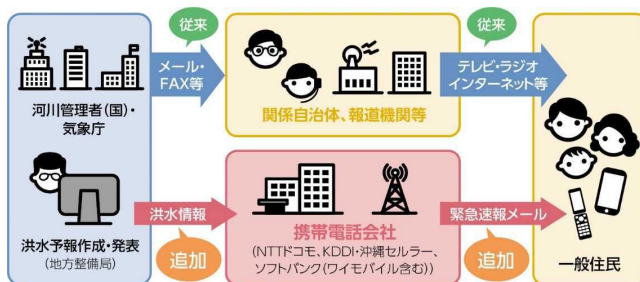 従来
従来
メール・
FAX等
テレビ・ラジオ
インターネット等
河川管理者(国)・
気象庁
関係自治体、報道機関等
洪水情報
緊急速報メール
携帯電話会社
(NTTドコモ、KDDI・沖縄セルラー、
ソフトバンク(ワイモバイル含む))
洪水予報作成・発表
(地方整備局)
追加
追加
一般住民